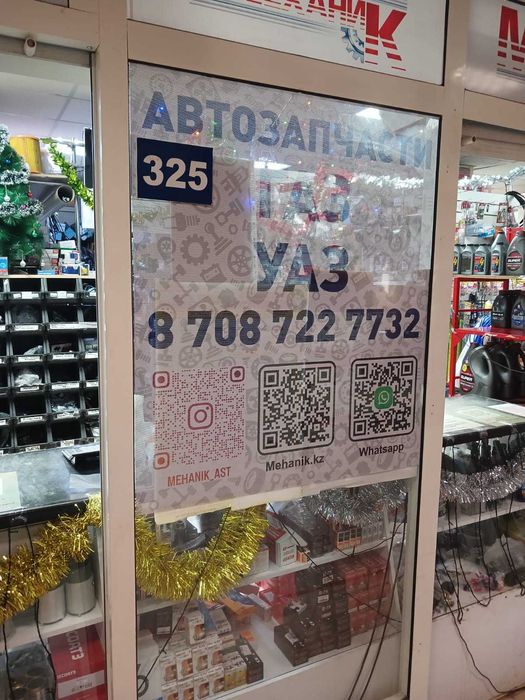 МЕХАНИК
АВТОЗАПЧАСТИ
325
ГАЗ
УАЗ
8 708 722 7732
MEHANIK_AST
Mehanik.kz
Whatsapp